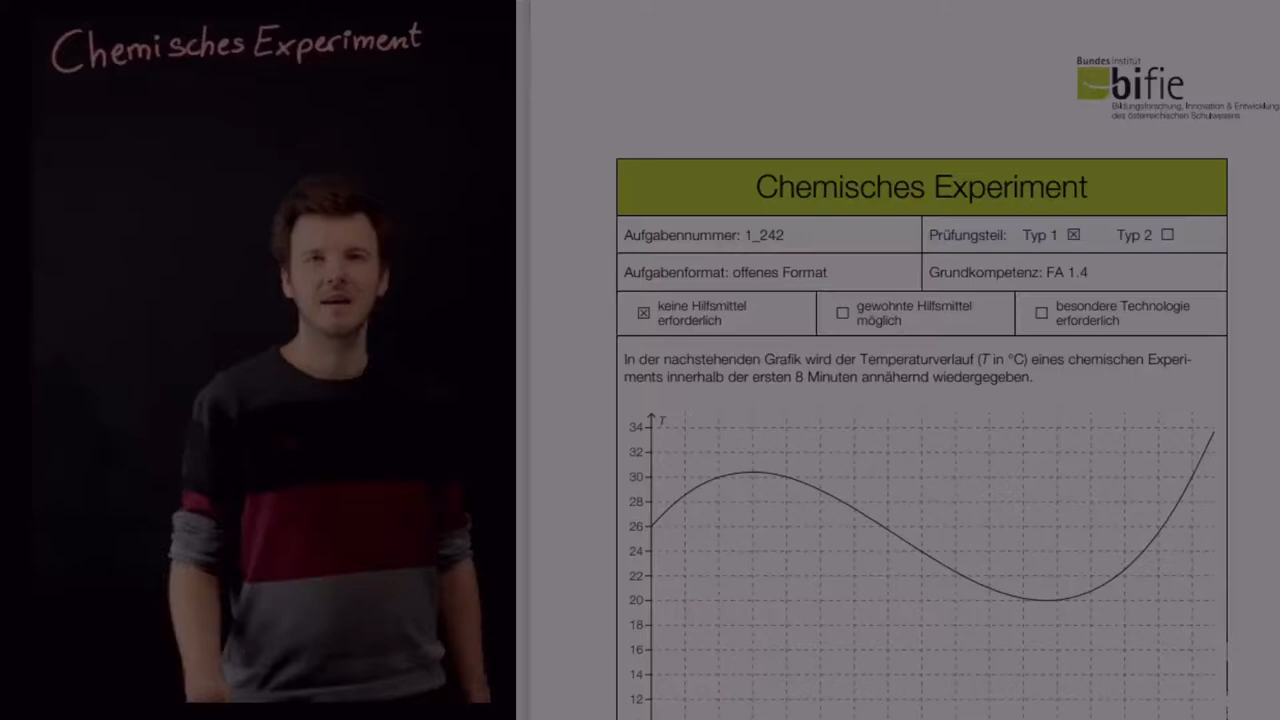 Chemisches Experiment
BundesInstitut
bifie
Bildungsforschung, Innovation & Entwicklung
des österreichischen Schulwesens
Chemisches Experiment
Aufgabennummer: 1_242
Prüfungsteil: Typ 1 ☒ Typ 2 ☐
Aufgabenformat: offenes Format
Grundkompetenz: FA 1.4
☒ keine Hilfsmittel
erforderlich
☐ gewohnte Hilfsmittel
möglich
☐ besondere Technologie
erforderlich
In der nachstehenden Grafik wird der Temperaturverlauf (T in °C) eines chemischen Experi-
ments innerhalb der ersten 8 Minuten annähernd wiedergegeben.
T
34
32
30
28
26
24
22
20
18
16
14
12